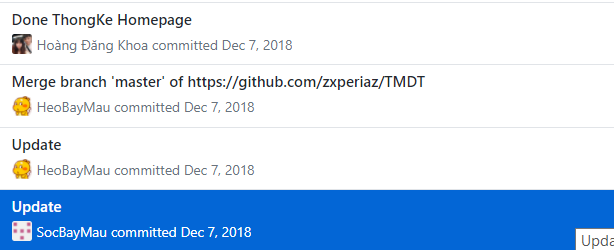 Done ThongKe Homepage
Hoàng Đăng Khoa committed Dec 7, 2018
Merge branch 'master' of https://github.com/zxperiaz/TMDT
HeoBayMau committed Dec 7, 2018
Update
HeoBayMau committed Dec 7, 2018
Update
SocBayMau committed Dec 7, 2018
Upda